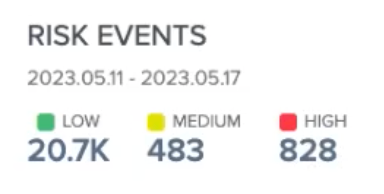 RISK EVENTS
2023.05.11 - 2023.05.17
LOW MEDIUM HIGH
20.7K 483 828